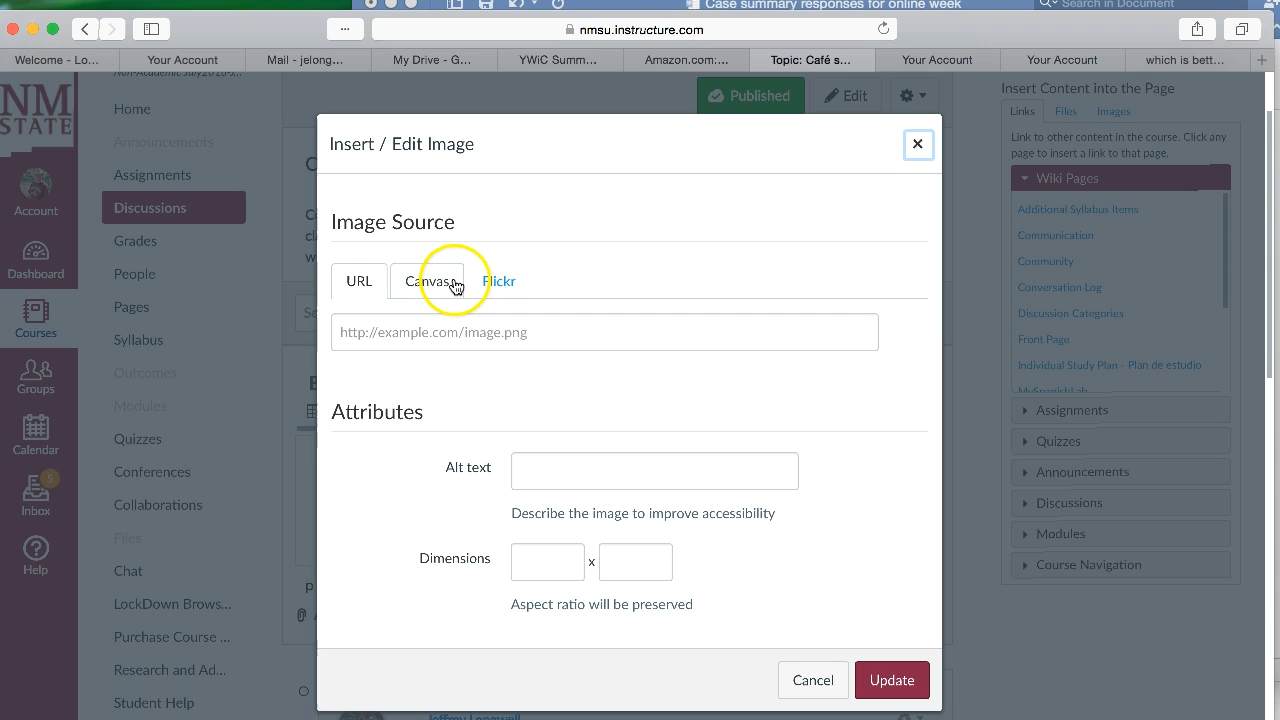 Case summary responses for online week
Search in Document
nmsu.instructure.com
Welcome - Lo...
Your Account
Mail - jelong...
My Drive - G...
YWiC Summ...
Amazon.com:...
Topic: Café s...
Your Account
Your Account
which is bett...
NM
STATE
Account
Dashboard
Courses
Groups
Calendar
5
Inbox
Help
Non-Academic July2016-3...
Home
Announcements
Assignments
Discussions
Grades
People
Pages
Syllabus
Outcomes
Modules
Quizzes
Conferences
Collaborations
Files
Chat
LockDown Brows...
Purchase Course ...
Research and Ad...
Student Help
Published
Edit
Insert / Edit Image
Image Source
URL
Canvas
Flickr
http://example.com/image.png
Attributes
Alt text
Describe the image to improve accessibility
Dimensions
x
Aspect ratio will be preserved
Cancel
Update
Insert Content into the Page
Links
Files
Images
Link to other content in the course. Click any
page to insert a link to that page.
Wiki Pages
Additional Syllabus Items
Communication
Community
Conversation Log
Discussion Categories
Front Page
Individual Study Plan - Plan de estudio
MySpanishLab
Assignments
Quizzes
Announcements
Discussions
Modules
Course Navigation